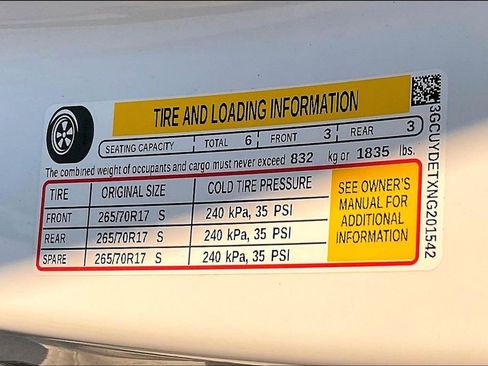 TIRE AND LOADING INFORMATION
SEATING CAPACITY TOTAL 6 FRONT 3 REAR 3
The combined weight of occupants and cargo must never exceed 832 kg or 1835 lbs.
TIRE ORIGINAL SIZE COLD TIRE PRESSURE
FRONT 265/70R17 S 240 kPa, 35 PSI
REAR 265/70R17 S 240 kPa, 35 PSI
SPARE 265/70R17 S 240 kPa, 35 PSI
SEE OWNER'S
MANUAL FOR
ADDITIONAL
INFORMATION
3GCUYDETXNG201542